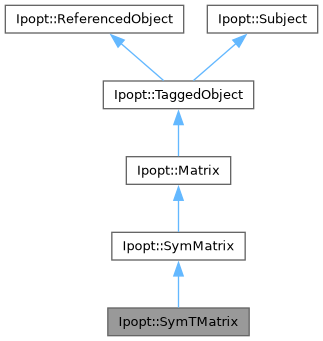 Ipopt::ReferencedObject
Ipopt::Subject
Ipopt::TaggedObject
Ipopt::Matrix
Ipopt::SymMatrix
Ipopt::SymTMatrix